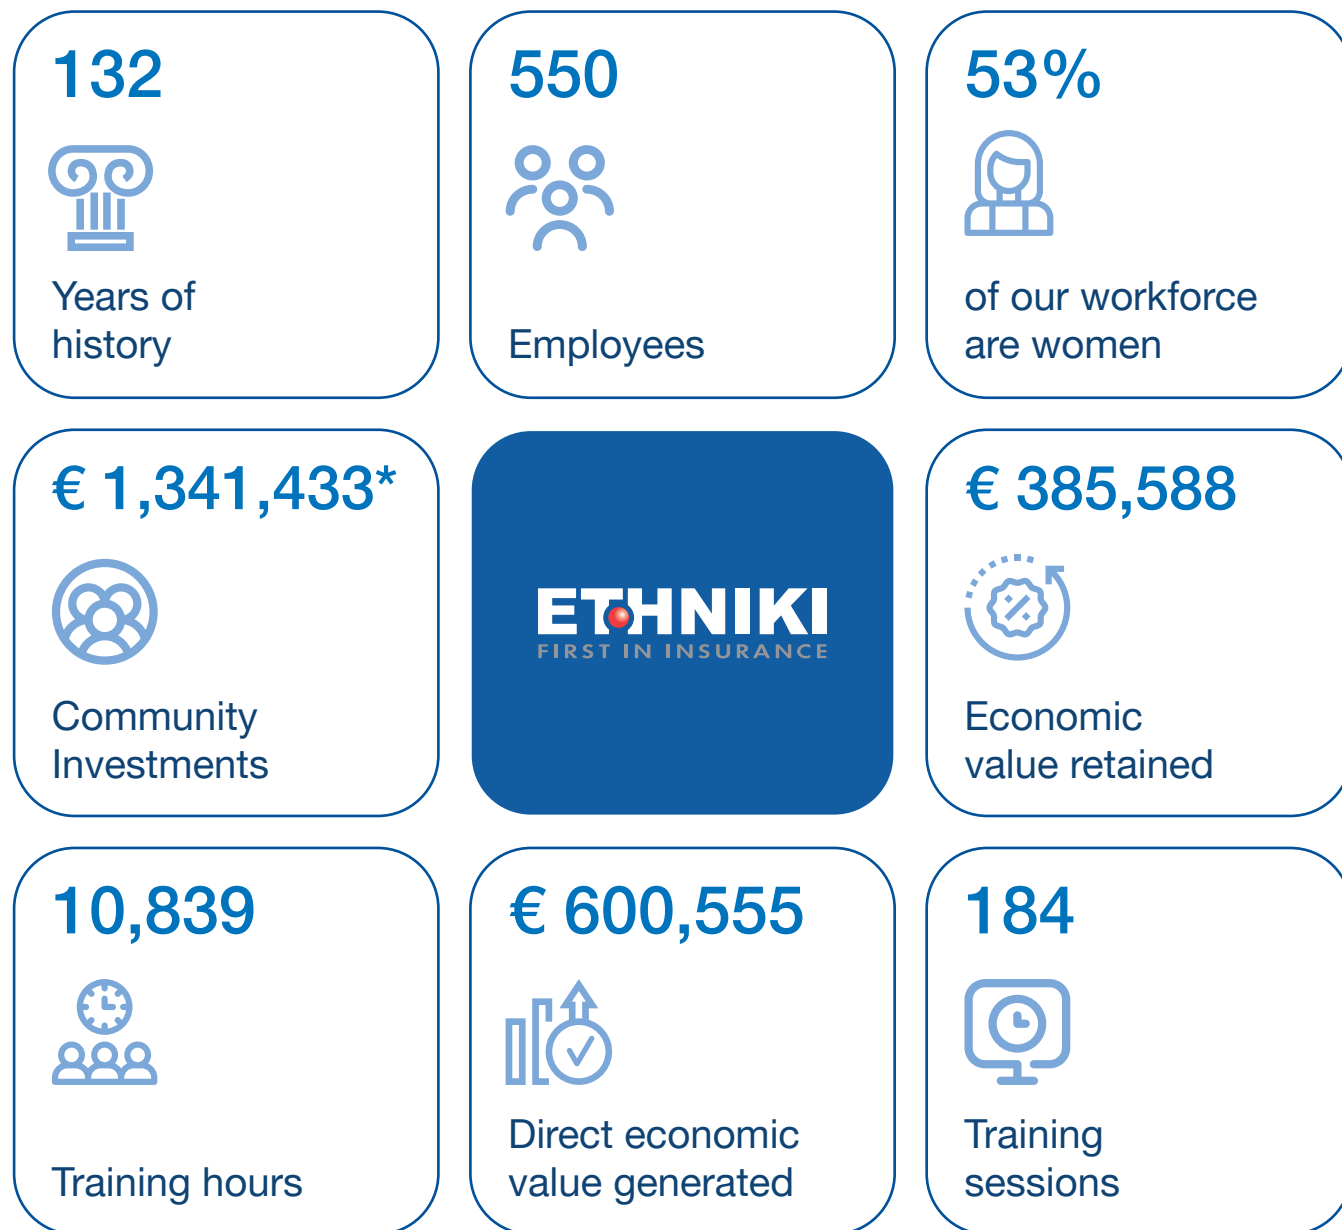 132
Years of
history
550
Employees
53%
of our workforce
are women
€ 1,341,433*
Community
Investments
ETHNIKI
FIRST IN INSURANCE
€ 385,588
Economic
value retained
10,839
Training hours
€ 600,555
Direct economic
value generated
184
Training
sessions